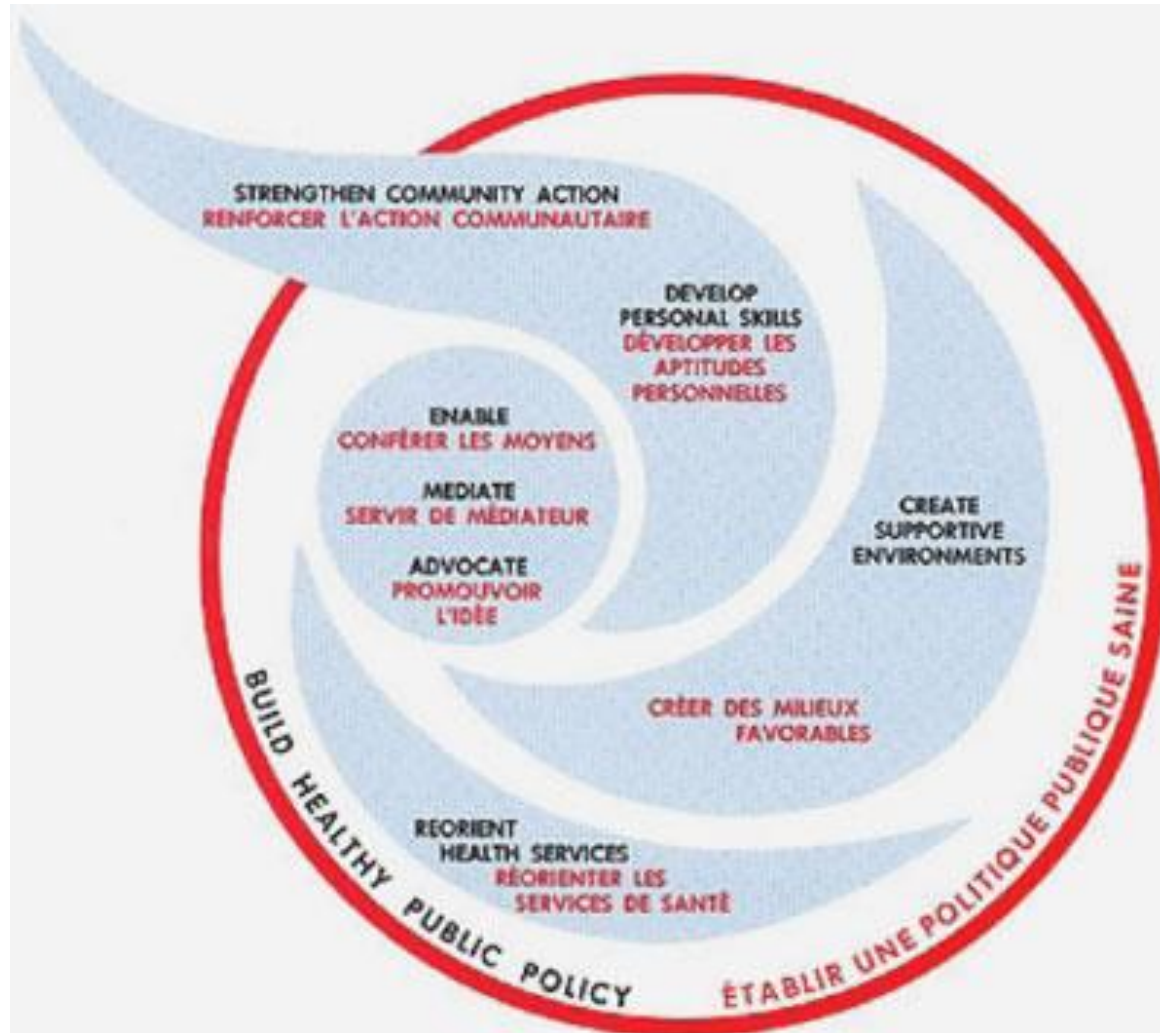 STRENGTHEN COMMUNITY ACTION
RENFORCER L'ACTION COMMUNAUTAIRE
DEVELOP
PERSONAL SKILLS
DÉVELOPPER LES
APTITUDES
PERSONNELLES
ENABLE
CONFÉRER LES MOYENS
MEDIATE
SERVIR DE MÉDIATEUR
ADVOCATE
PROMOUVOIR
L'IDÈE
CREATE
SUPPORTIVE
ENVIRONMENTS
CRÉER DES MILIEUX
FAVORABLES
REORIENT
HEALTH SERVICES
RÉORIENTER LES
SERVICES DE SANTÉ
BUILD HEALTHY PUBLIC POLICY
ÉTABLIR UNE POLITIQUE PUBLIQUE SAINE